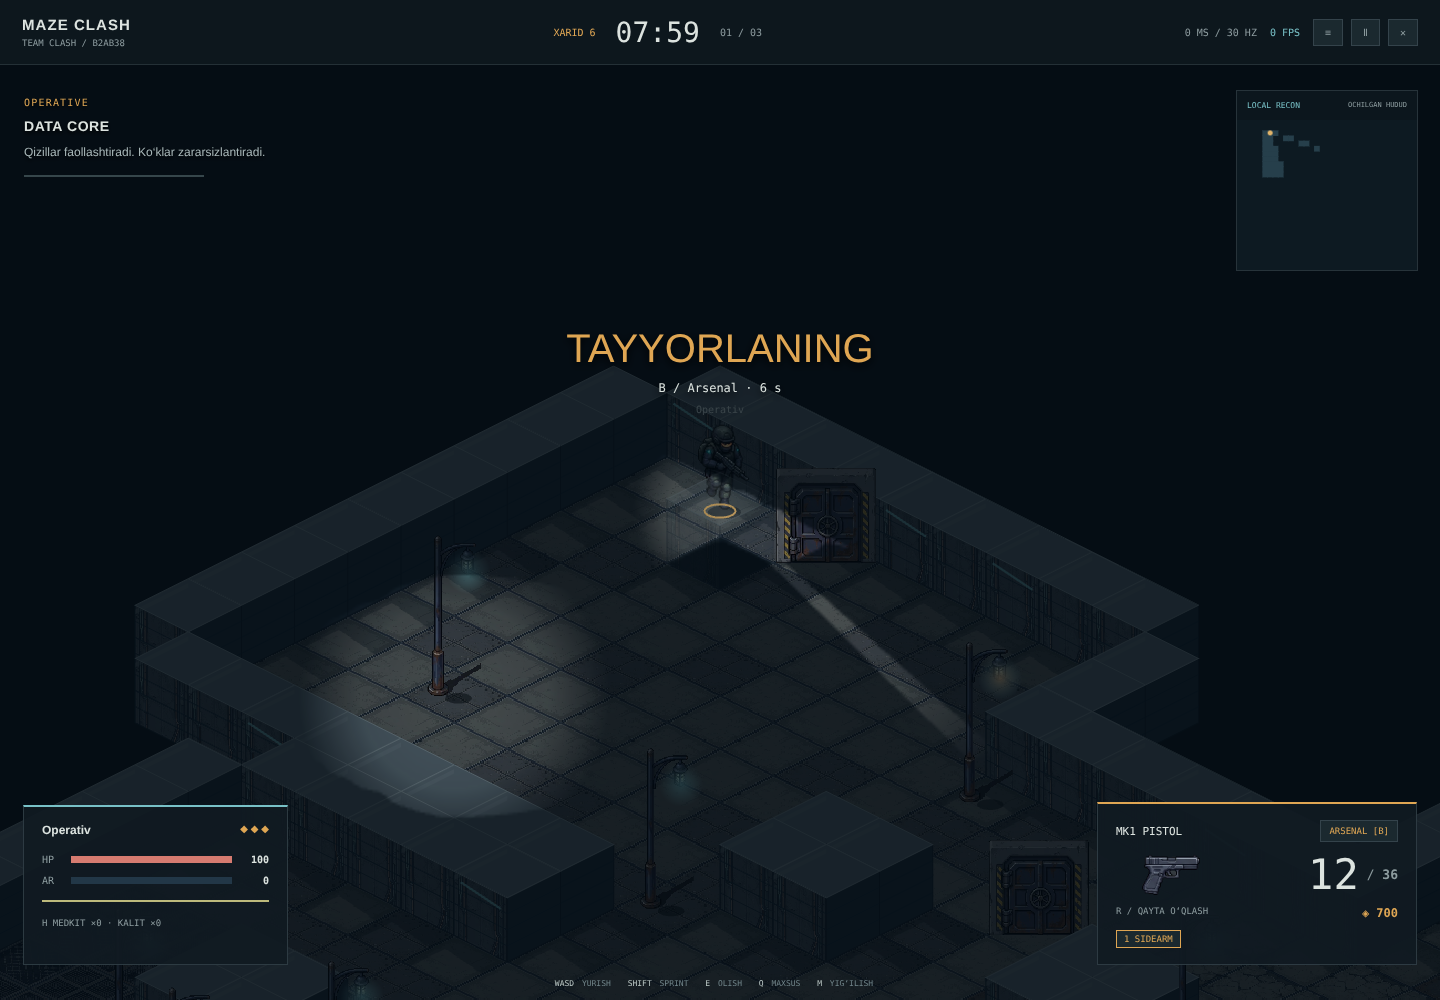 MAZE CLASH
TEAM CLASH / B2AB38
XARID 6 07:59 01 / 03
0 MS / 30 HZ 0 FPS ≡ Ⅱ ×
OPERATIVE
DATA CORE
Qizillar faollashtiradi. Ko‘klar zararsizlantiradi.
LOCAL RECON OCHILGAN HUDUD
TAYYORLANING
B / Arsenal · 6 s
Operativ
Operativ ◆◆◆
HP 100
AR 0
H MEDKIT ×0 · KALIT ×0
MK1 PISTOL ARSENAL [B]
12 / 36
R / QAYTA O‘QLASH ◈ 700
1 SIDEARM
WASD YURISH SHIFT SPRINT E OLISH Q MAXSUS M YIG‘ILISH